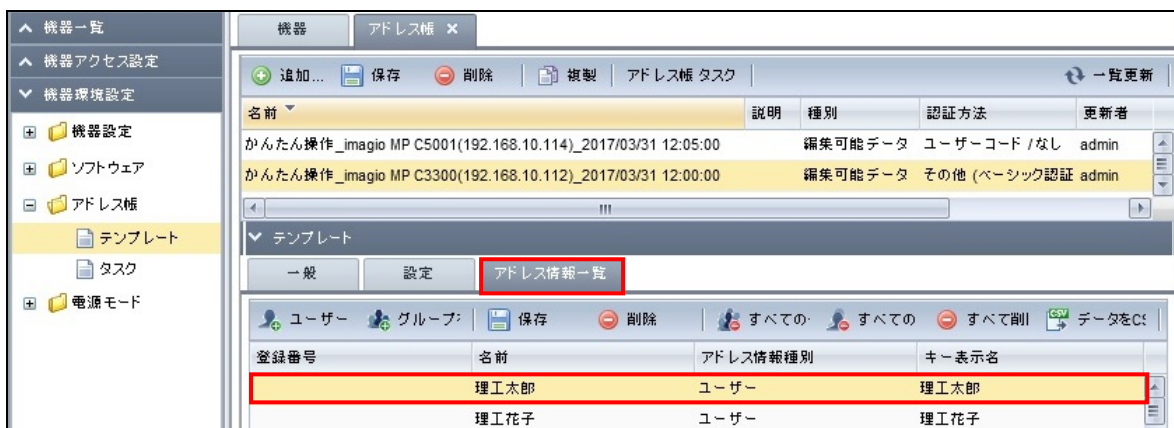 機器一覧
機器アクセス設定
機器環境設定
機器設定
ソフトウェア
アドレス帳
テンプレート
タスク
電源モード
機器 アドレス帳 ×
追加... 保存 削除 複製 アドレス帳 タスク 一覧更新
名前 説明 種別 認証方法 更新者
かんたん操作_imagio MP C5001(192.168.10.114)_2017/03/31 12:05:00 編集可能データ ユーザーコード /なし admin
かんたん操作_imagio MP C3300(192.168.10.112)_2017/03/31 12:00:00 編集可能データ その他 (ベーシック認証 admin
テンプレート
一般 設定 アドレス情報一覧
ユーザー グループ 保存 削除 すべての すべての すべて削 CSV データをCS
登録番号 名前 アドレス情報種別 キー表示名
理工太郎 ユーザー 理工太郎
理工花子 ユーザー 理工花子